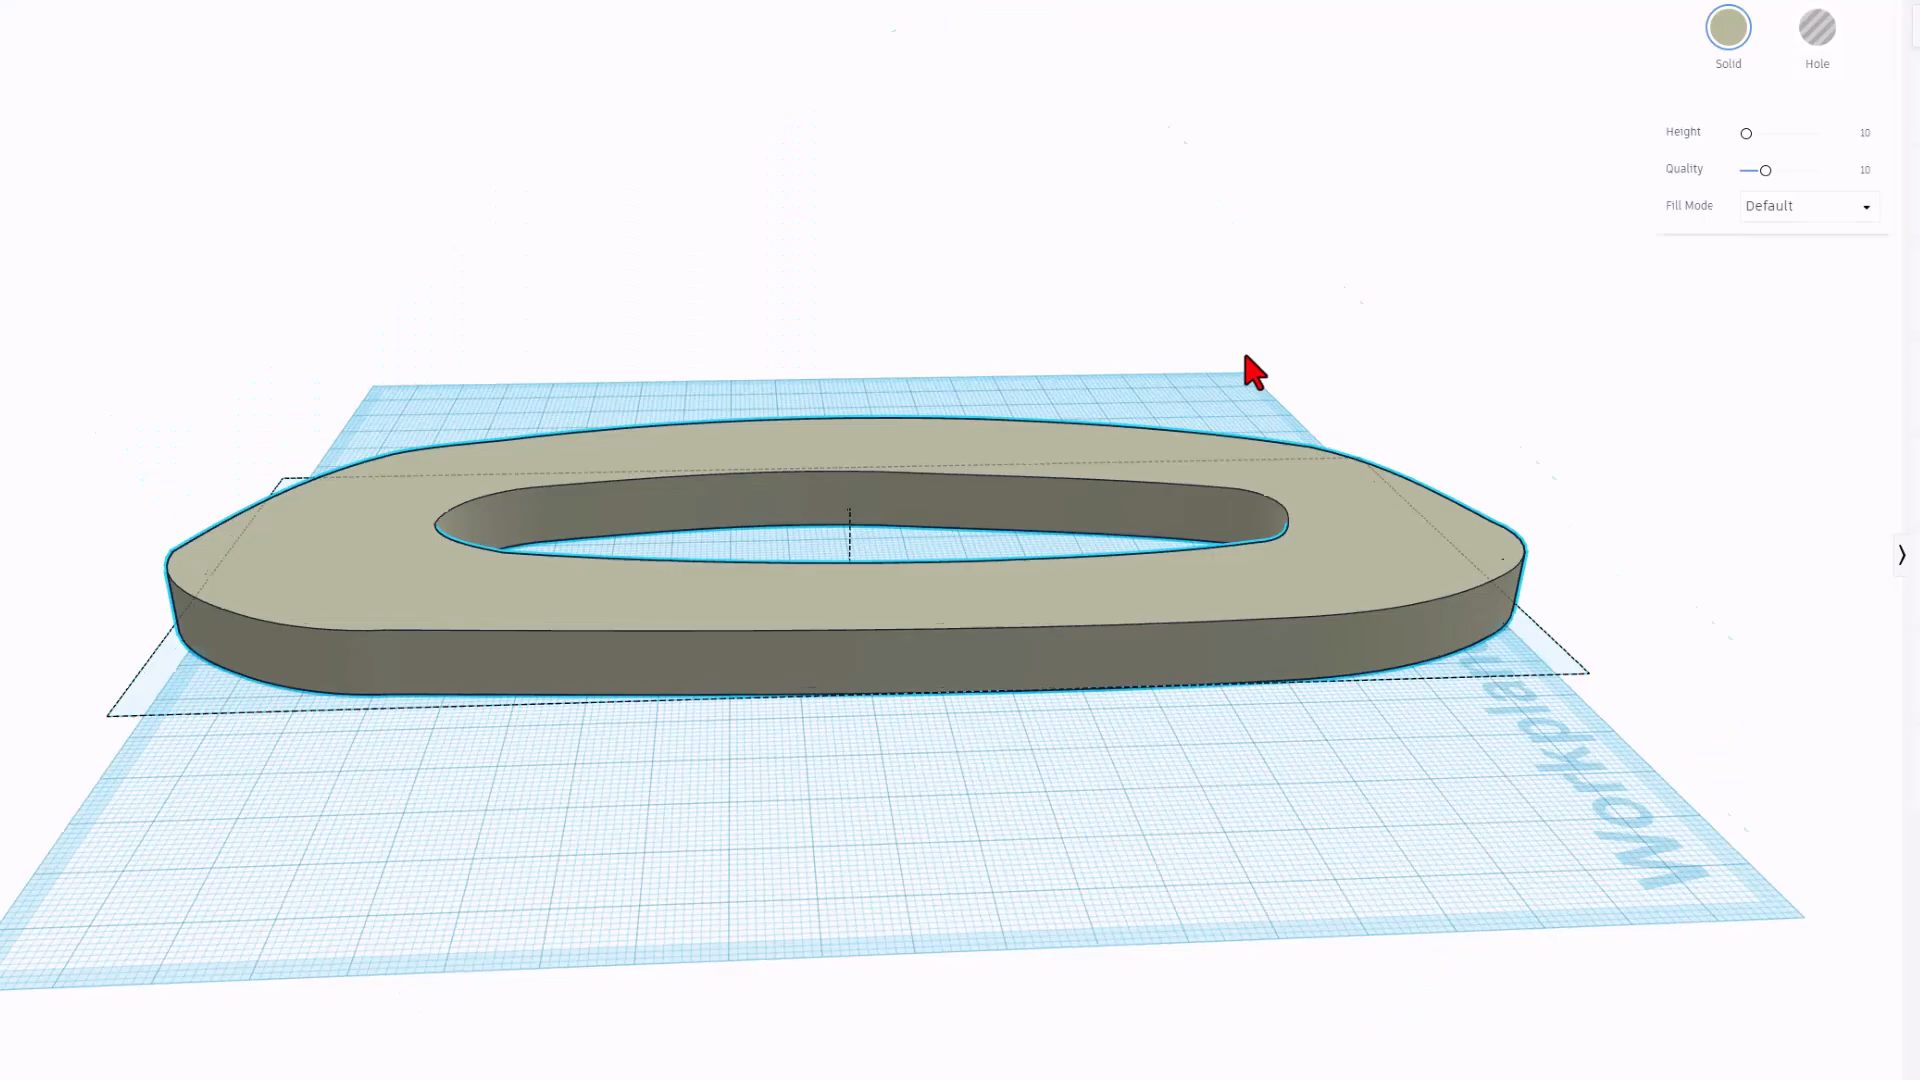 Solid Hole
Height 10
Quality 10
Fill Mode Default
Workplane